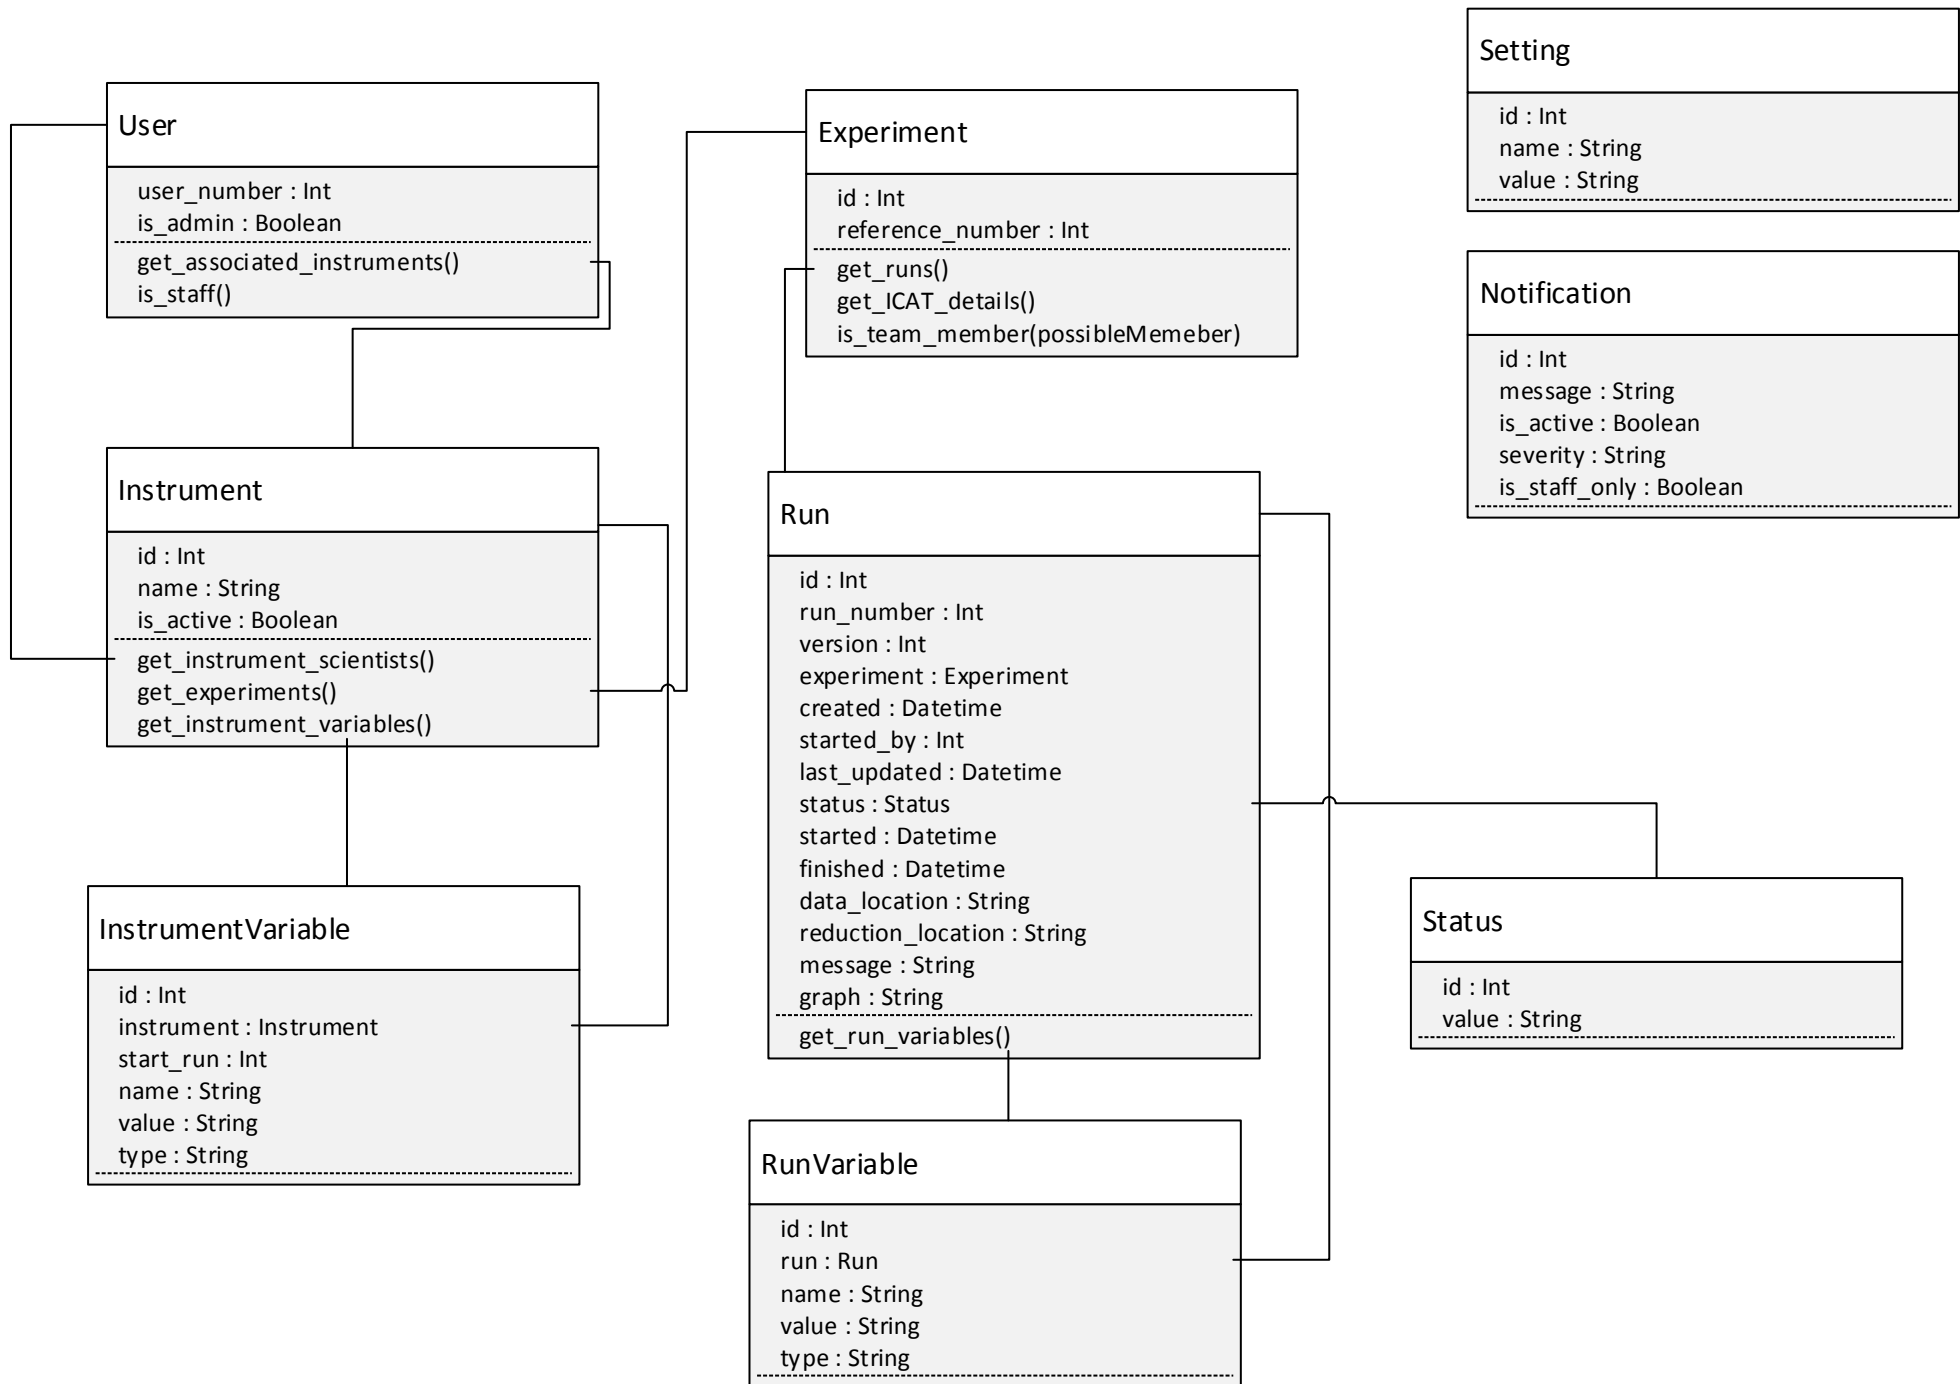 User
user_number : Int
is_admin : Boolean
get_associated_instruments()
is_staff()
Experiment
id : Int
reference_number : Int
get_runs()
get_ICAT_details()
is_team_member(possibleMemeber)
Setting
id : Int
name : String
value : String
Notification
id : Int
message : String
is_active : Boolean
severity : String
is_staff_only : Boolean
Instrument
id : Int
name : String
is_active : Boolean
get_instrument_scientists()
get_experiments()
get_instrument_variables()
Run
id : Int
run_number : Int
version : Int
experiment : Experiment
created : Datetime
started_by : Int
last_updated : Datetime
status : Status
started : Datetime
finished : Datetime
data_location : String
reduction_location : String
message : String
graph : String
get_run_variables()
InstrumentVariable
id : Int
instrument : Instrument
start_run : Int
name : String
value : String
type : String
Status
id : Int
value : String
RunVariable
id : Int
run : Run
name : String
value : String
type : String